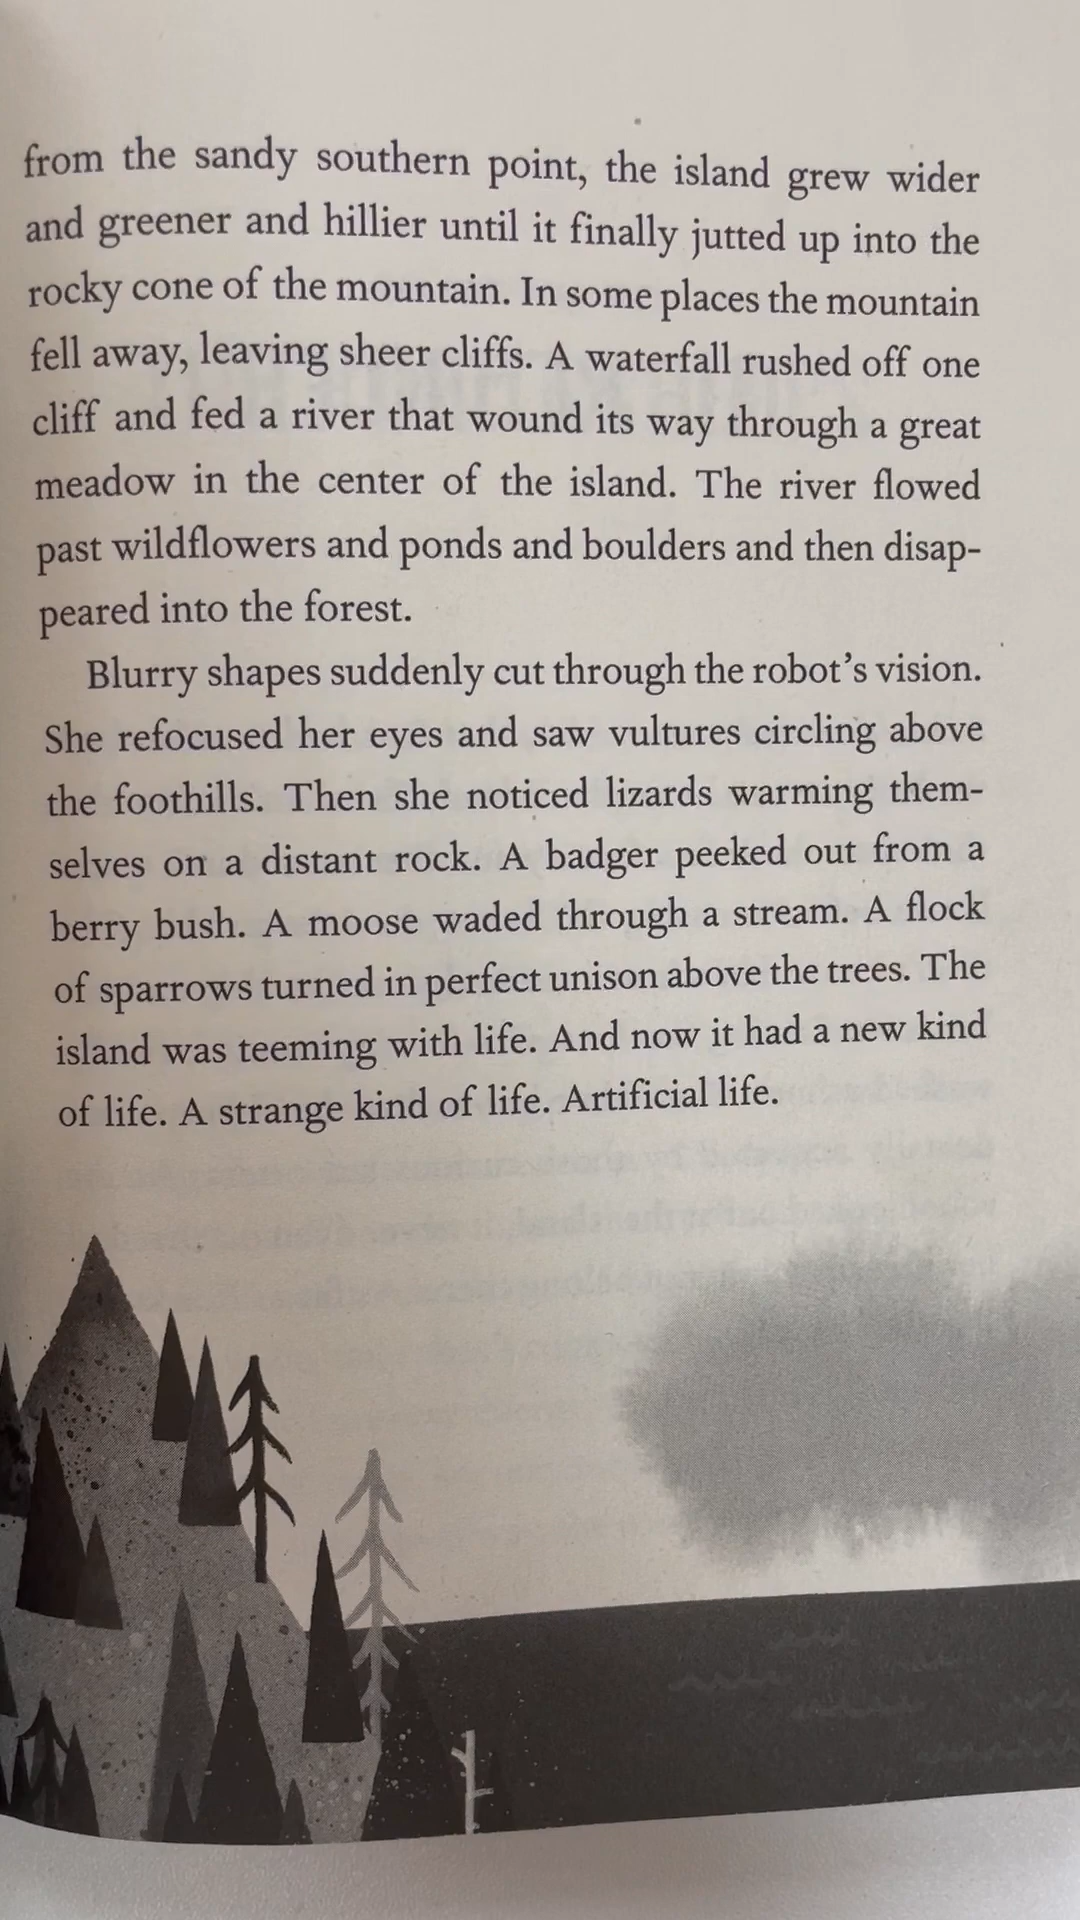 from the sandy southern point, the island grew wider
and greener and hillier until it finally jutted up into the
rocky cone of the mountain. In some places the mountain
fell away, leaving sheer cliffs. A waterfall rushed off one
cliff and fed a river that wound its way through a great
meadow in the center of the island. The river flowed
past wildflowers and ponds and boulders and then disap-
peared into the forest.
Blurry shapes suddenly cut through the robot’s vision.
She refocused her eyes and saw vultures circling above
the foothills. Then she noticed lizards warming them-
selves on a distant rock. A badger peeked out from a
berry bush. A moose waded through a stream. A flock
of sparrows turned in perfect unison above the trees. The
island was teeming with life. And now it had a new kind
of life. A strange kind of life. Artificial life.